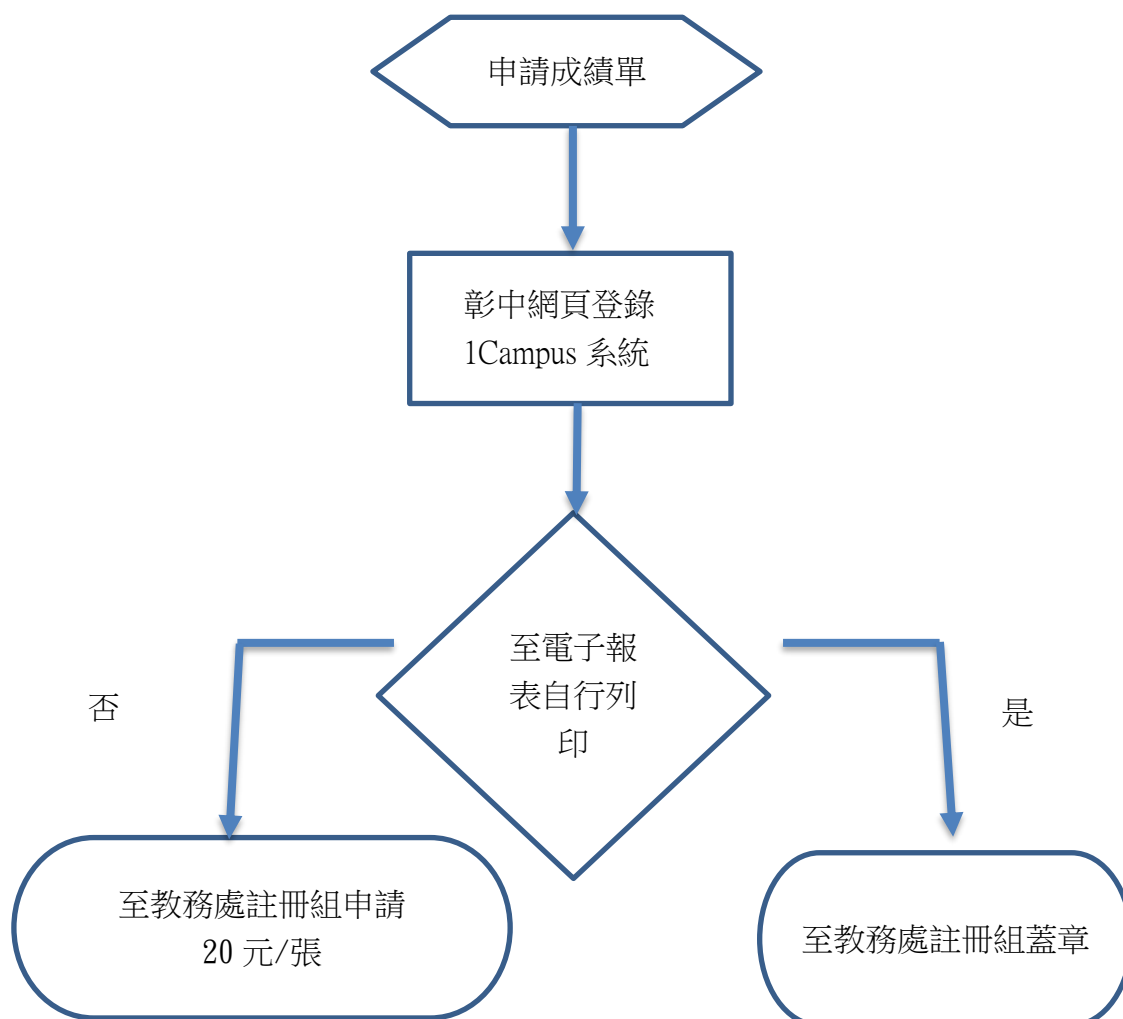 申請成績單
彰中網頁登錄
1Campus 系統
至電子報
表自行列
印
否
是
至教務處註冊組申請
20 元/張
至教務處註冊組蓋章